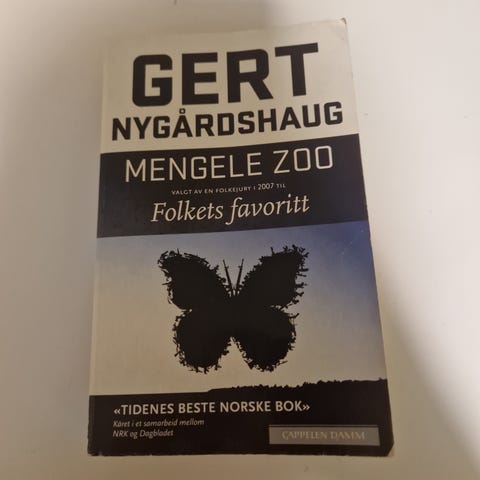 GERT
NYGÅRDSHAUG
MENGELE ZOO
VALGT AV EN FOLKEJURY I 2007 TIL
Folkets favoritt
«TIDENES BESTE NORSKE BOK»
Kåret i et samarbeid mellom
NRK og Dagbladet
CAPPELEN DAMM